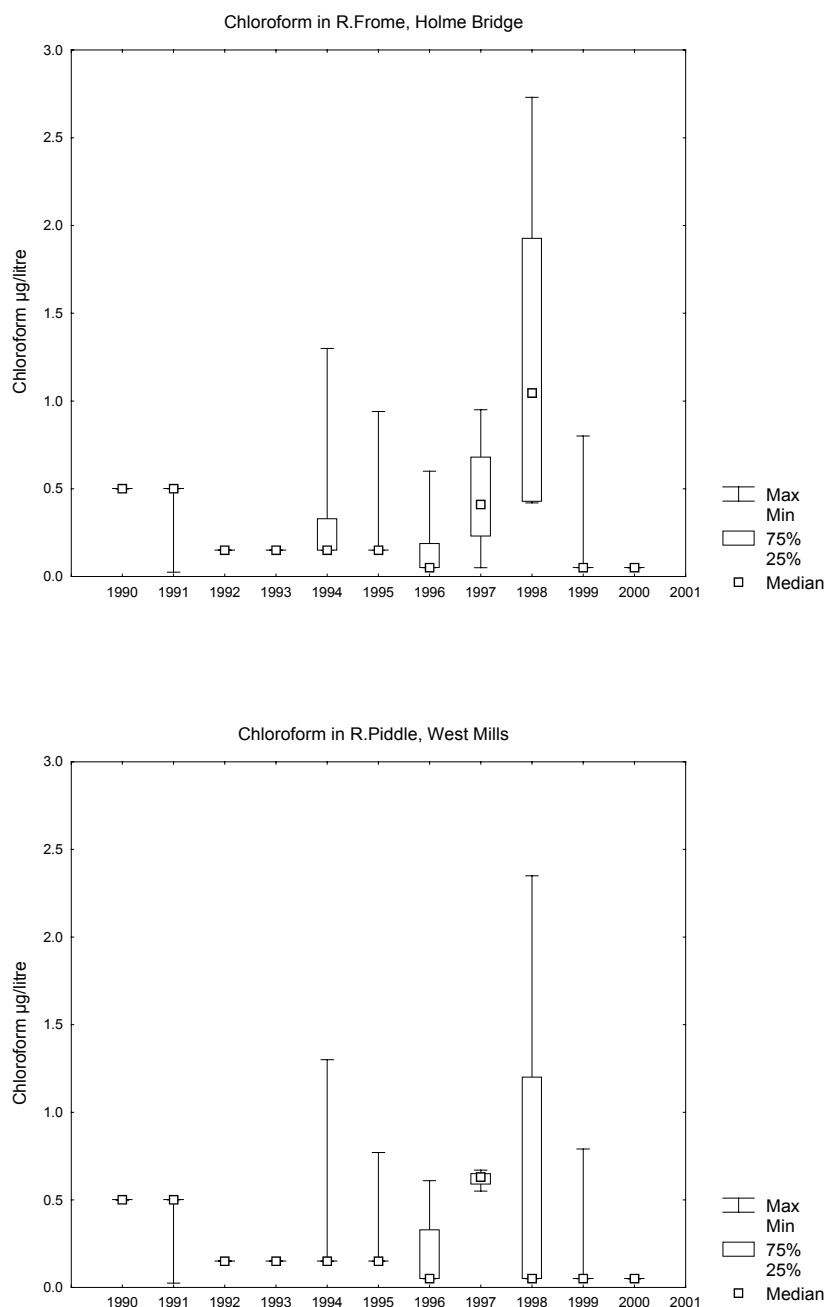 Chloroform in R.Frome, Holme Bridge
Chloroform µg/litre
3.0
2.5
2.0
1.5
1.0
0.5
0.0
1990 1991 1992 1993 1994 1995 1996 1997 1998 1999 2000 2001
Max
Min
75%
25%
Median
Chloroform in R.Piddle, West Mills
Chloroform µg/litre
3.0
2.5
2.0
1.5
1.0
0.5
0.0
1990 1991 1992 1993 1994 1995 1996 1997 1998 1999 2000 2001
Max
Min
75%
25%
Median